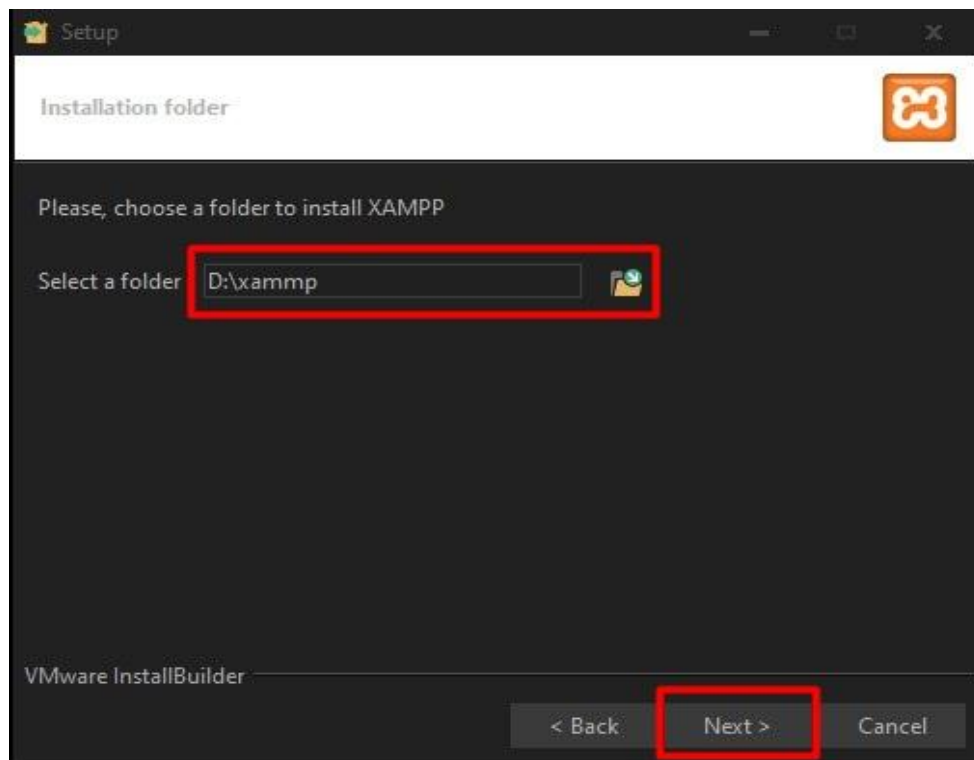 Setup
Installation folder
Please, choose a folder to install XAMPP
Select a folder D:\xammp
VMware InstallBuilder
< Back Next > Cancel